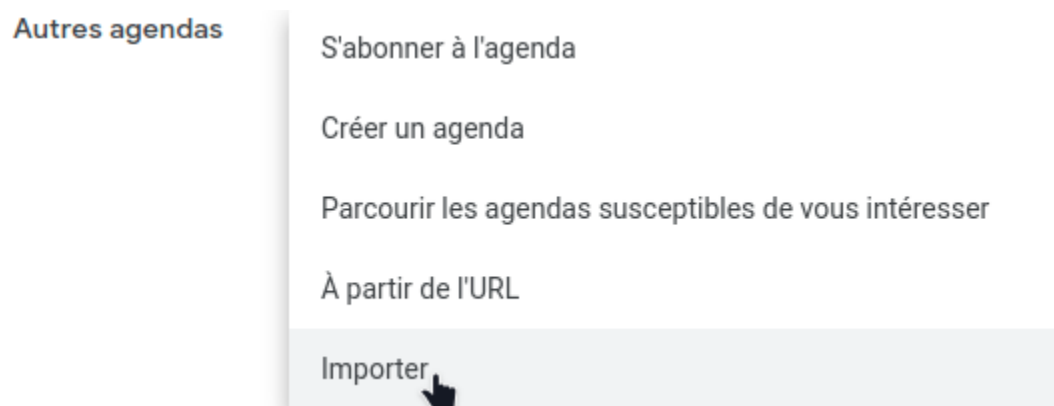 Autres agendas
S'abonner à l'agenda
Créer un agenda
Parcourir les agendas susceptibles de vous intéresser
À partir de l'URL
Importer